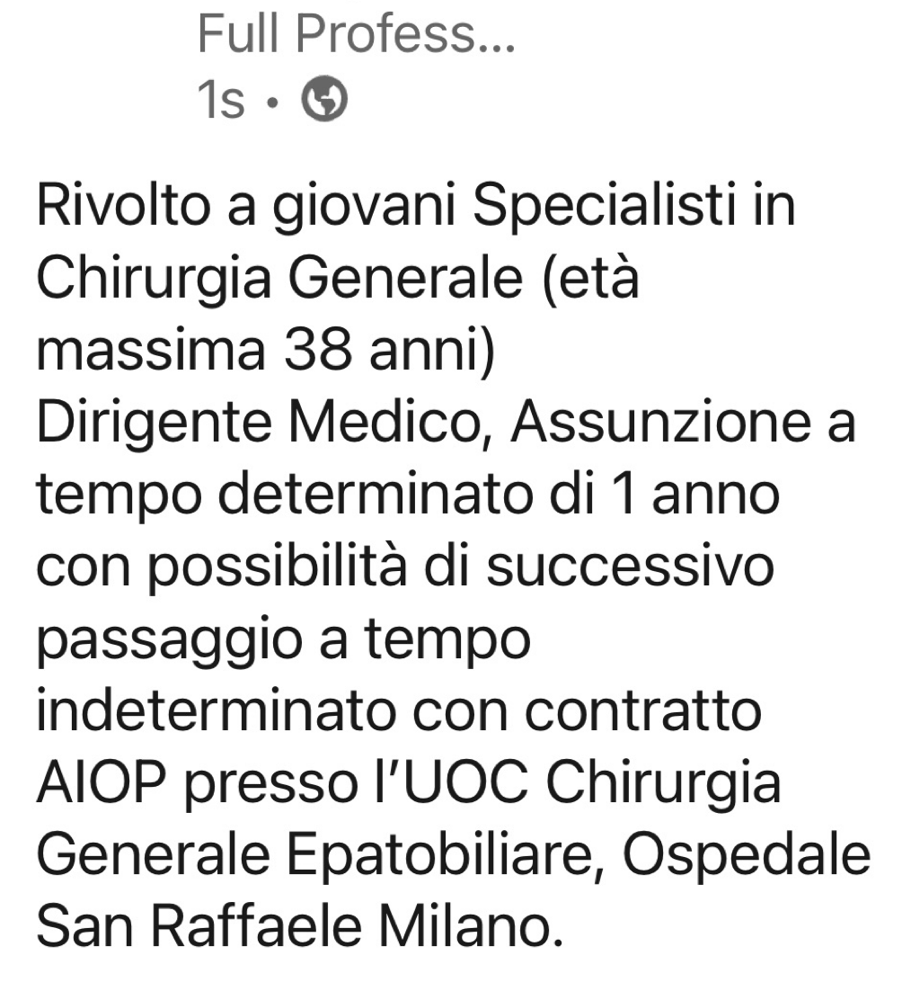 Full Profess...
1s •
Rivolto a giovani Specialisti in
Chirurgia Generale (età
massima 38 anni)
Dirigente Medico, Assunzione a
tempo determinato di 1 anno
con possibilità di successivo
passaggio a tempo
indeterminato con contratto
AIOP presso l’UOC Chirurgia
Generale Epatobiliare, Ospedale
San Raffaele Milano.